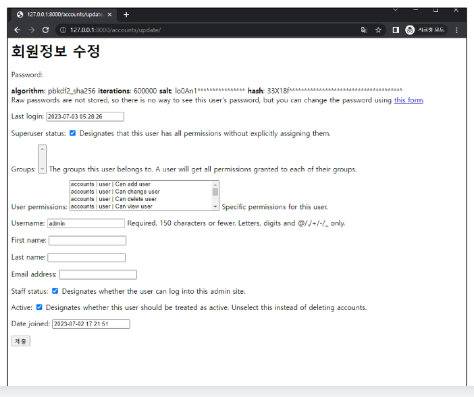 127.0.0.1:8000/accounts/update
127.0.0.1:8000/accounts/update/
회원정보 수정
Password:
algorithm: pbkdf2_sha256 iterations: 600000 salt: Io0An1**************** hash: 33X18f**************************************
Raw passwords are not stored, so there is no way to see this user's password, but you can change the password using this form.
Last login: 2023-07-03 05:28:26
Superuser status: Designates that this user has all permissions without explicitly assigning them.
Groups: The groups this user belongs to. A user will get all permissions granted to each of their groups.
accounts | user | Can add user
accounts | user | Can change user
accounts | user | Can delete user
accounts | user | Can view user
User permissions: Specific permissions for this user.
Username: admin Required. 150 characters or fewer. Letters, digits and @/./+/-/_ only.
First name:
Last name:
Email address:
Staff status: Designates whether the user can log into this admin site.
Active: Designates whether this user should be treated as active. Unselect this instead of deleting accounts.
Date joined: 2023-07-02 17:21:51
제출